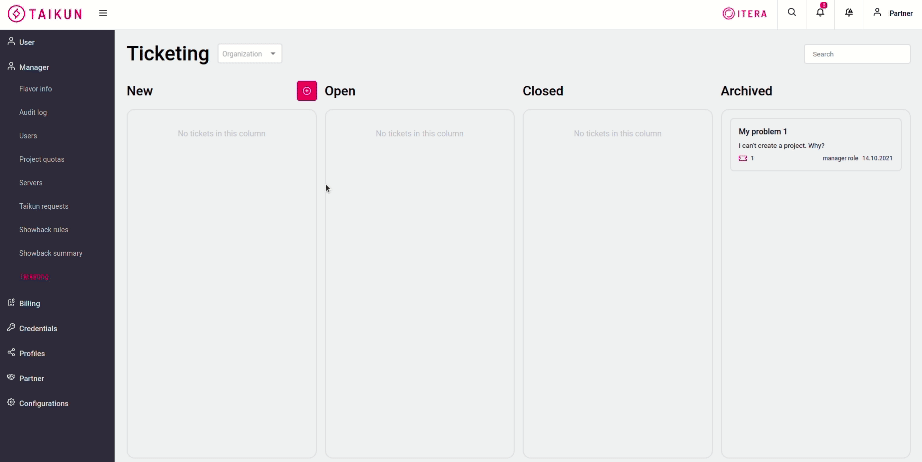 TAIKUN
ITERA
1
Partner
User
Manager
Flavor info
Audit log
Users
Project quotas
Servers
Taikun requests
Showback rules
Showback summary
Ticketing
Billing
Credentials
Profiles
Partner
Configurations
Ticketing
Organization
Search
New
Open
Closed
Archived
No tickets in this column
No tickets in this column
No tickets in this column
My problem 1
I can't create a project. Why?
1 manager role 14.10.2021